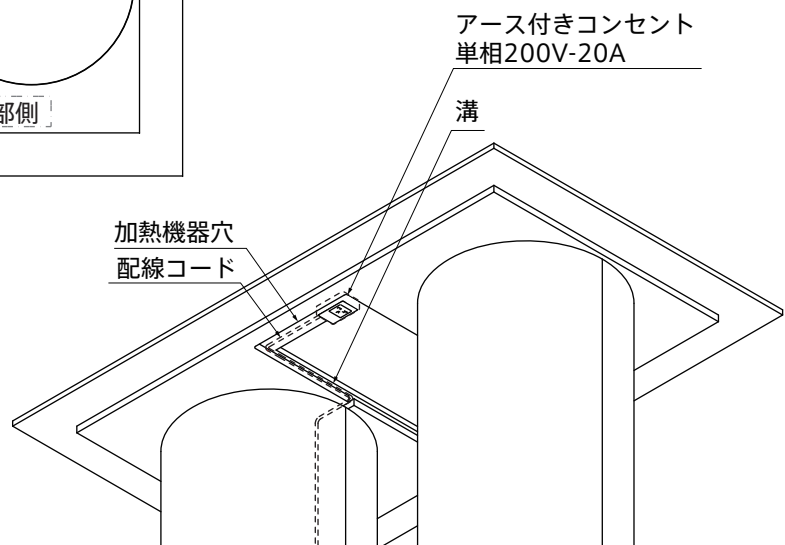 アース付きコンセント
単相200V-20A
部側
溝
加熱機器穴
配線コード